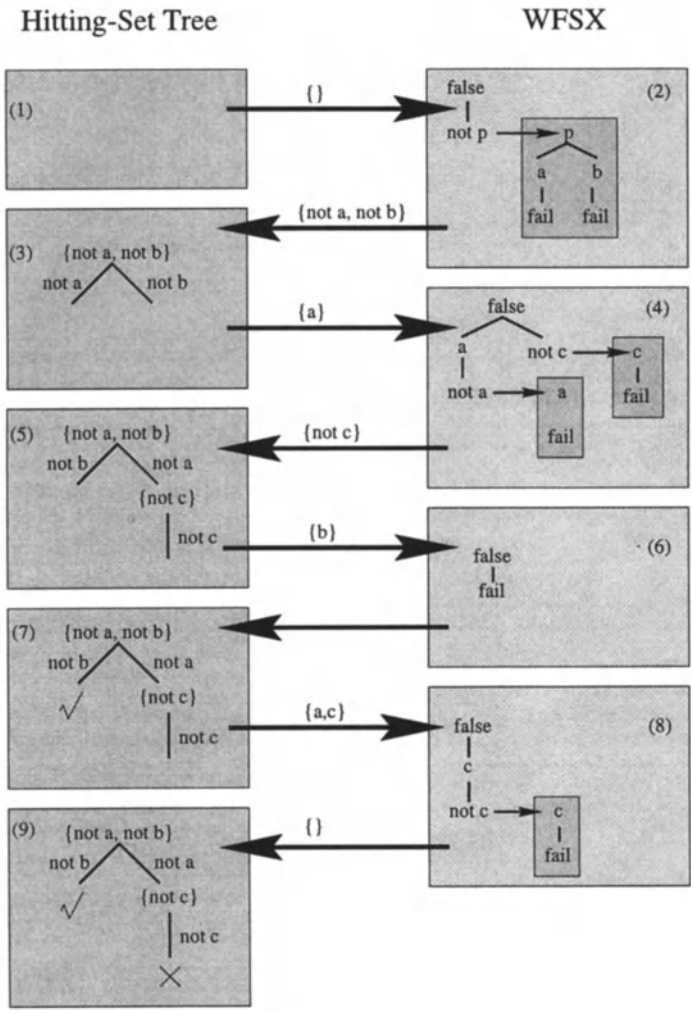 Hitting-Set Tree
WFSX
(1)
{}
false
(2)
not p
p
a
b
fail
fail
{not a, not b}
(3)
{not a, not b}
not a
not b
{a}
false
(4)
a
not c
c
not a
a
fail
fail
{not c}
(5)
{not a, not b}
not b
not a
{not c}
not c
{b}
false
(6)
fail
(7)
{not a, not b}
not b
not a
{not c}
not c
{a,c}
false
(8)
c
not c
c
fail
{}
(9)
{not a, not b}
not b
not a
{not c}
not c